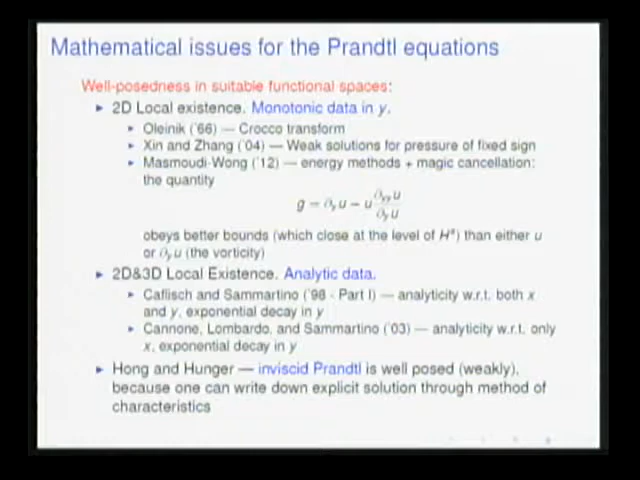 Mathematical issues for the Prandtl equations
Well-posedness in suitable functional spaces:
▸ 2D Local existence. Monotonic data in y.
▸ Oleinik ('66) — Crocco transform
▸ Xin and Zhang ('04) — Weak solutions for pressure of fixed sign
▸ Masmoudi-Wong ('12) — energy methods + magic cancellation:
the quantity
g = ∂_y u − u ∂_yy u / ∂_y u
obeys better bounds (which close at the level of H^s) than either u
or ∂_y u (the vorticity)
▸ 2D&3D Local Existence. Analytic data.
▸ Caflisch and Sammartino ('98 - Part I) — analyticity w.r.t. both x
and y, exponential decay in y
▸ Cannone, Lombardo, and Sammartino ('03) — analyticity w.r.t. only
x, exponential decay in y
▸ Hong and Hunger — inviscid Prandtl is well posed (weakly),
because one can write down explicit solution through method of
characteristics